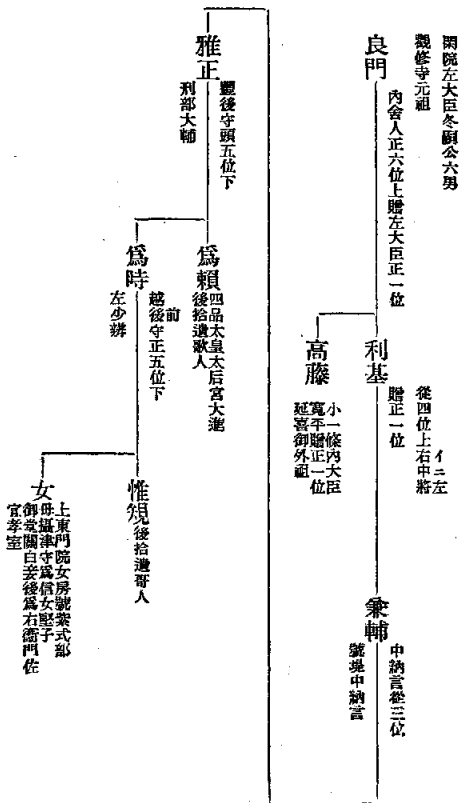 閑院左大臣冬嗣公六男
良門
觀修寺元祖
內舍人正六位上贈左大臣正一位
利基
イ二左
從四位上右中將
贈正一位
高藤
小一條內大臣
寬平贈正一位
延喜御外祖
兼輔
中納言從三位
號堤中納言
雅正
豐後守頭五位下
刑部大輔
爲賴
四品太皇太后宮大進
後拾遺歌人
爲時
前
越後守正五位下
左少辨
惟規
後拾遺哥人
女
上東門院女房號紫式部
母攝津守爲信女堅子
御堂關白妾後爲右衞門佐
宣孝室